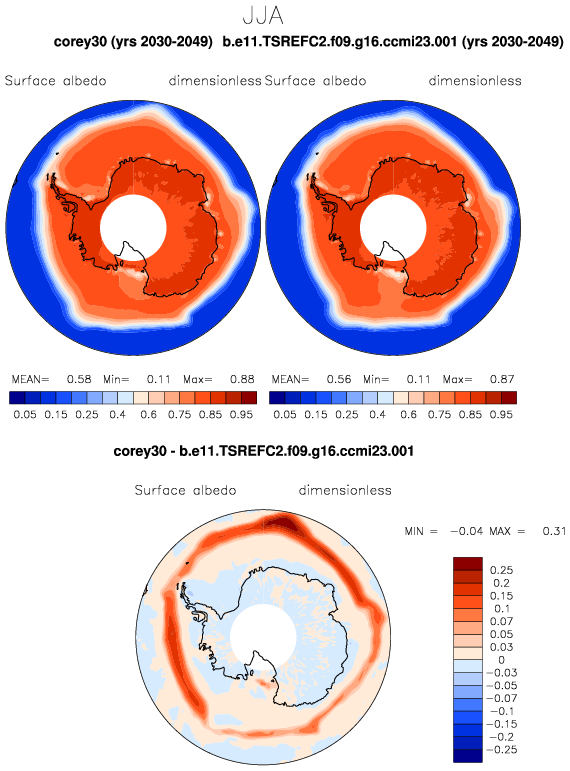 JJA
corey30 (yrs 2030-2049) b.e11.TSREFC2.f09.g16.ccmi23.001 (yrs 2030-2049)
Surface albedo dimensionless Surface albedo dimensionless
MEAN= 0.58 Min= 0.11 Max= 0.88 MEAN= 0.56 Min= 0.11 Max= 0.87
0.05 0.15 0.25 0.4 0.6 0.75 0.85 0.95 0.05 0.15 0.25 0.4 0.6 0.75 0.85 0.95
corey30 - b.e11.TSREFC2.f09.g16.ccmi23.001
Surface albedo dimensionless
MIN = -0.04 MAX = 0.31
0.25
0.2
0.15
0.1
0.07
0.05
0.03
0
-0.03
-0.05
-0.07
-0.1
-0.15
-0.2
-0.25